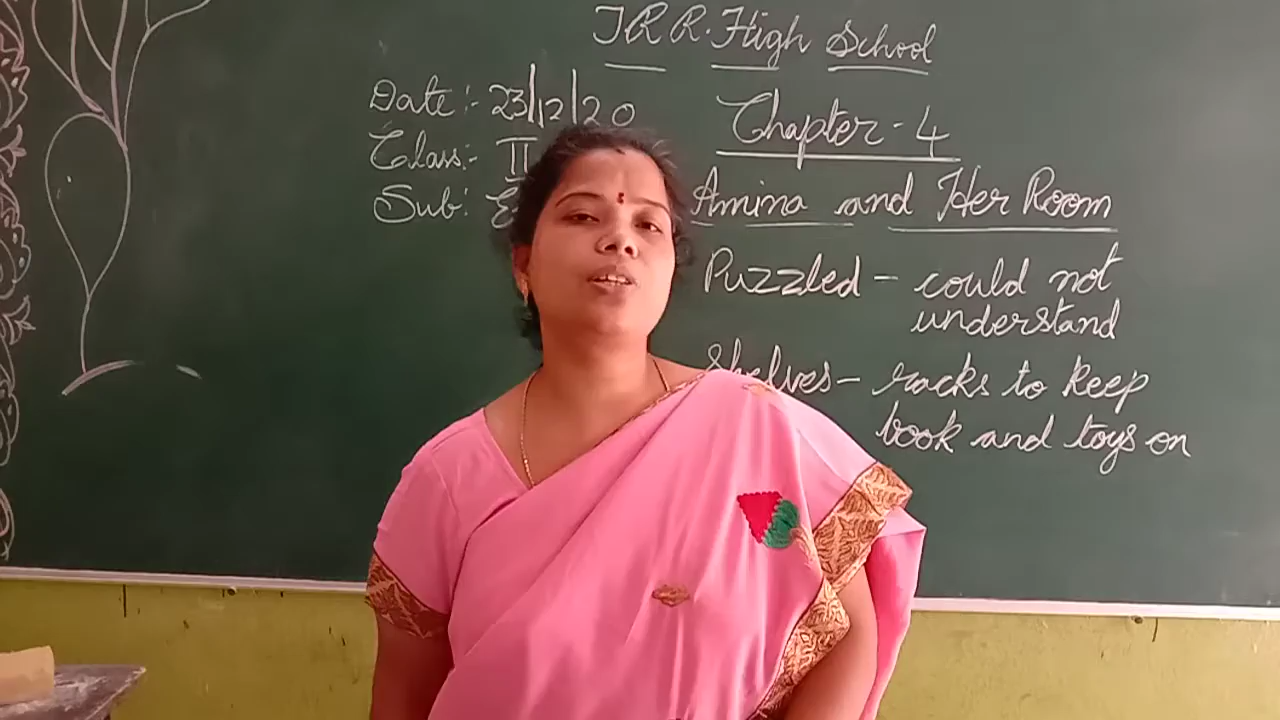 T.R R. High School
Date :- 23/12/20
Class:- II
Sub:
Chapter - 4
Amina and Her Room
Puzzled - could not
understand
Shelves - racks to keep
book and toys on